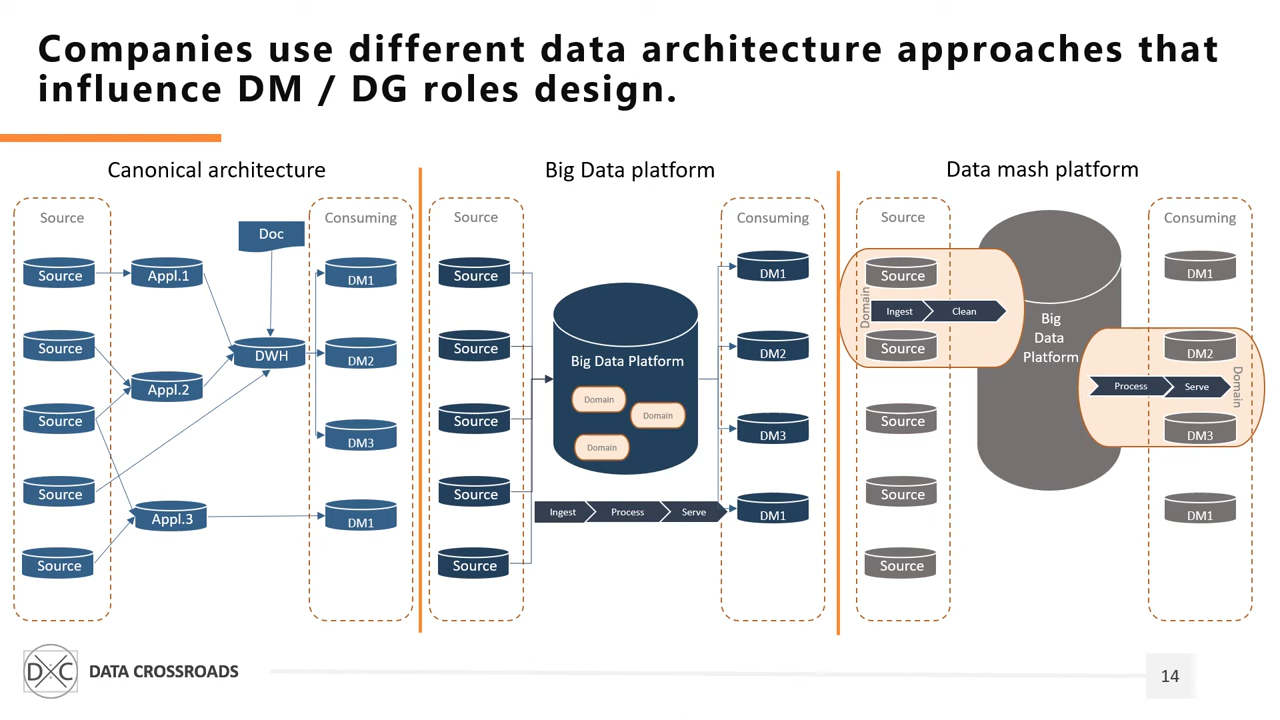 Companies use different data architecture approaches that
influence DM / DG roles design.
Canonical architecture
Source
Consuming
Doc
Source
Appl.1
DM1
Source
DWH
DM2
Appl.2
Source
DM3
Source
Appl.3
DM1
Source
Big Data platform
Source
Consuming
Source
DM1
Source
DM2
Big Data Platform
Domain
Domain
Domain
Source
DM3
Source
Ingest
Process
Serve
DM1
Source
Data mash platform
Source
Consuming
Source
DM1
Domain
Ingest
Clean
Big
Data
Platform
Source
DM2
Process
Serve
Domain
Source
DM3
Source
DM1
Source
DXC
DATA CROSSROADS
14